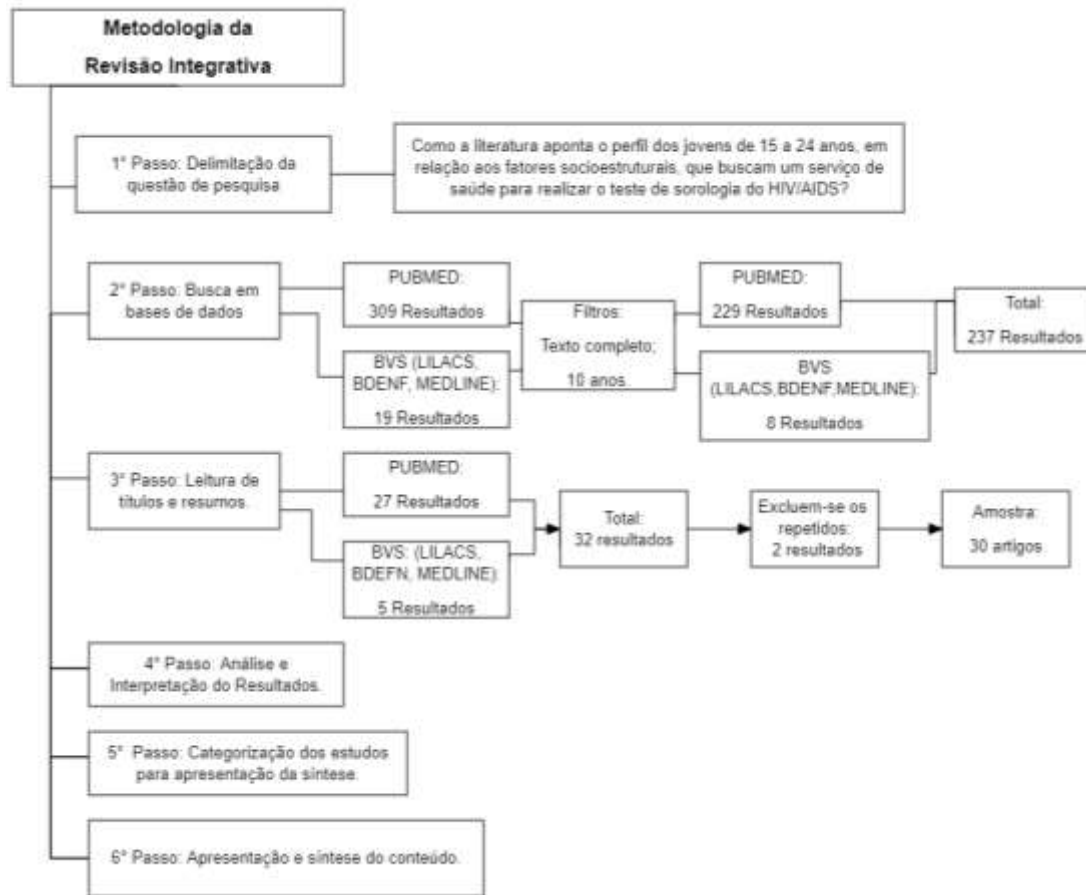 Metodologia da
Revisão Integrativa
1° Passo: Delimitação da
questão de pesquisa
Como a literatura aponta o perfil dos jovens de 15 a 24 anos, em
relação aos fatores socioestruturais, que buscam um serviço de
saúde para realizar o teste de sorologia do HIV/AIDS?
2° Passo: Busca em
bases de dados
PUBMED:
309 Resultados
BVS (LILACS,
BDENF, MEDLINE):
19 Resultados
Filtros:
Texto completo;
10 anos.
PUBMED:
229 Resultados
BVS
(LILACS,BDENF,MEDLINE):
8 Resultados
Total:
237 Resultados
3° Passo: Leitura de
títulos e resumos.
PUBMED:
27 Resultados
BVS: (LILACS,
BDEFN, MEDLINE):
5 Resultados
Total:
32 resultados
Excluem-se os
repetidos:
2 resultados
Amostra:
30 artigos
4° Passo: Análise e
Interpretação do Resultados.
5° Passo: Categorização dos estudos
para apresentação da síntese.
6° Passo: Apresentação e síntese do conteúdo.